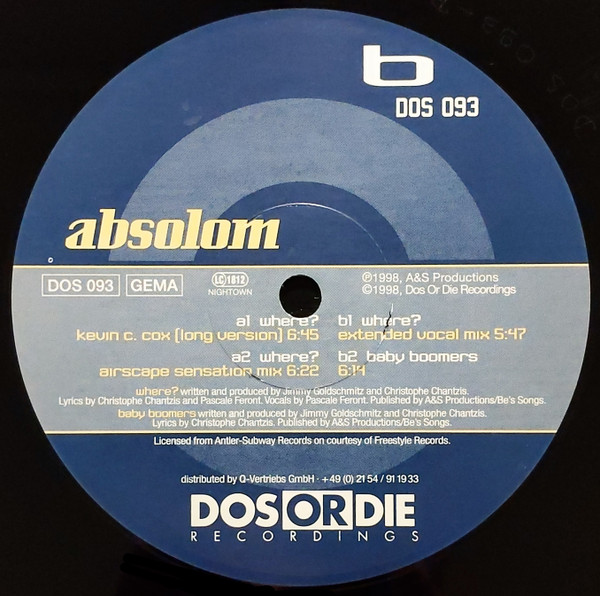 b
DOS 093
absolom
©
DOS 093 GEMA LC 1812
NIGHTOWN
℗1998, A&S Productions
©1998, Dos Or Die Recordings
a1 where?
kevin c. cox (long version) 6:45
a2 where?
airscape sensation mix 6:22
b1 where?
extended vocal mix 5:47
b2 baby boomers
6:14
where? written and produced by Jimmy Goldschmitz and Christophe Chantzis.
Lyrics by Christophe Chantzis and Pascale Feront. Vocals by Pascale Feront. Published by A&S Productions/Be's Songs.
baby boomers written and produced by Jimmy Goldschmitz and Christophe Chantzis.
Lyrics by Christophe Chantzis. Published by A&S Productions/Be's Songs.
Licensed from Antler-Subway Records on courtesy of Freestyle Records.
distributed by Q-Vertriebs GmbH · +49 (0) 21 54 / 91 19 33
DOS OR DIE
RECORDINGS